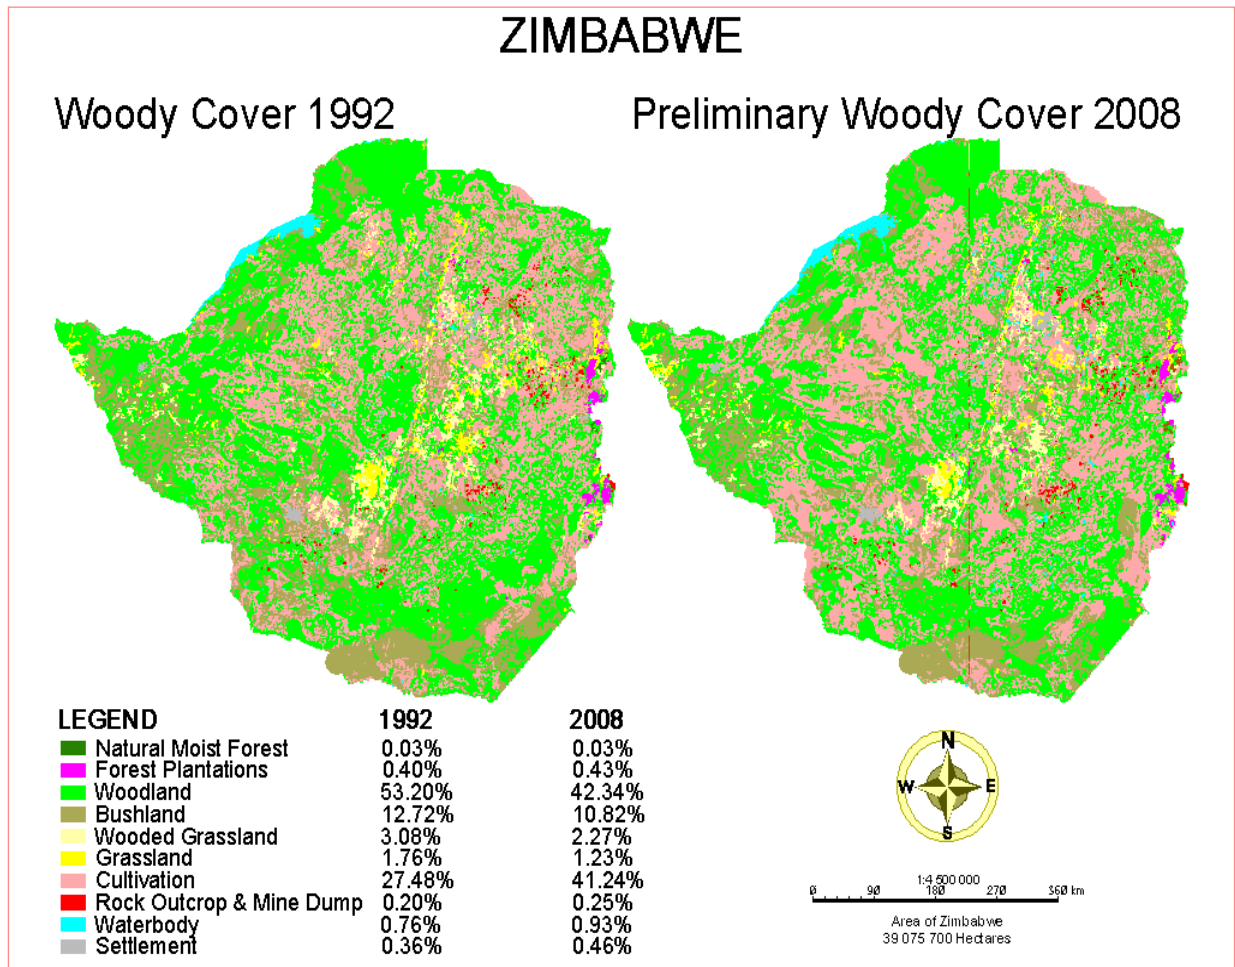 ZIMBABWE
Woody Cover 1992
Preliminary Woody Cover 2008
LEGEND 1992 2008
Natural Moist Forest 0.03% 0.03%
Forest Plantations 0.40% 0.43%
Woodland 53.20% 42.34%
Bushland 12.72% 10.82%
Wooded Grassland 3.08% 2.27%
Grassland 1.76% 1.23%
Cultivation 27.48% 41.24%
Rock Outcrop & Mine Dump 0.20% 0.25%
Waterbody 0.76% 0.93%
Settlement 0.36% 0.46%
N
W E
S
1:4 500 000
0 90 180 270 360 km
Area of Zimbabwe
39 075 700 Hectares